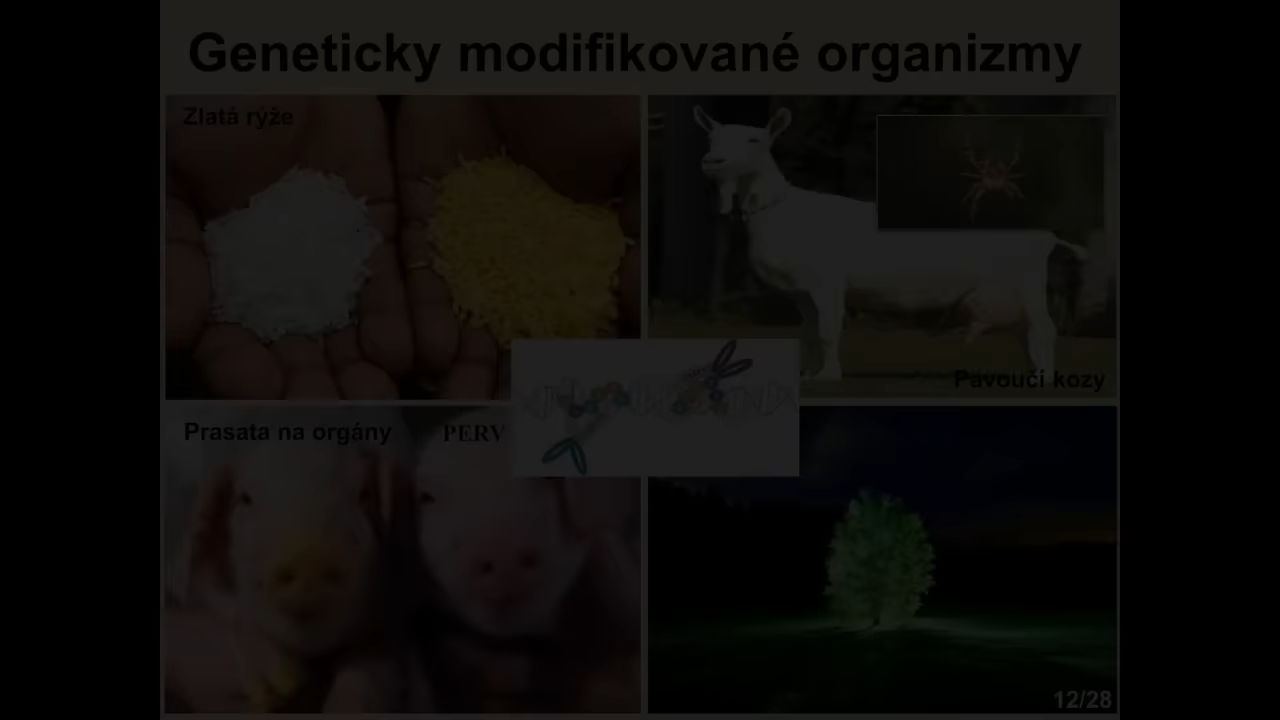 Geneticky modifikované organizmy
Zlatá rýže
Pavoučí kozy
Prasata na orgány
PERV
12/28